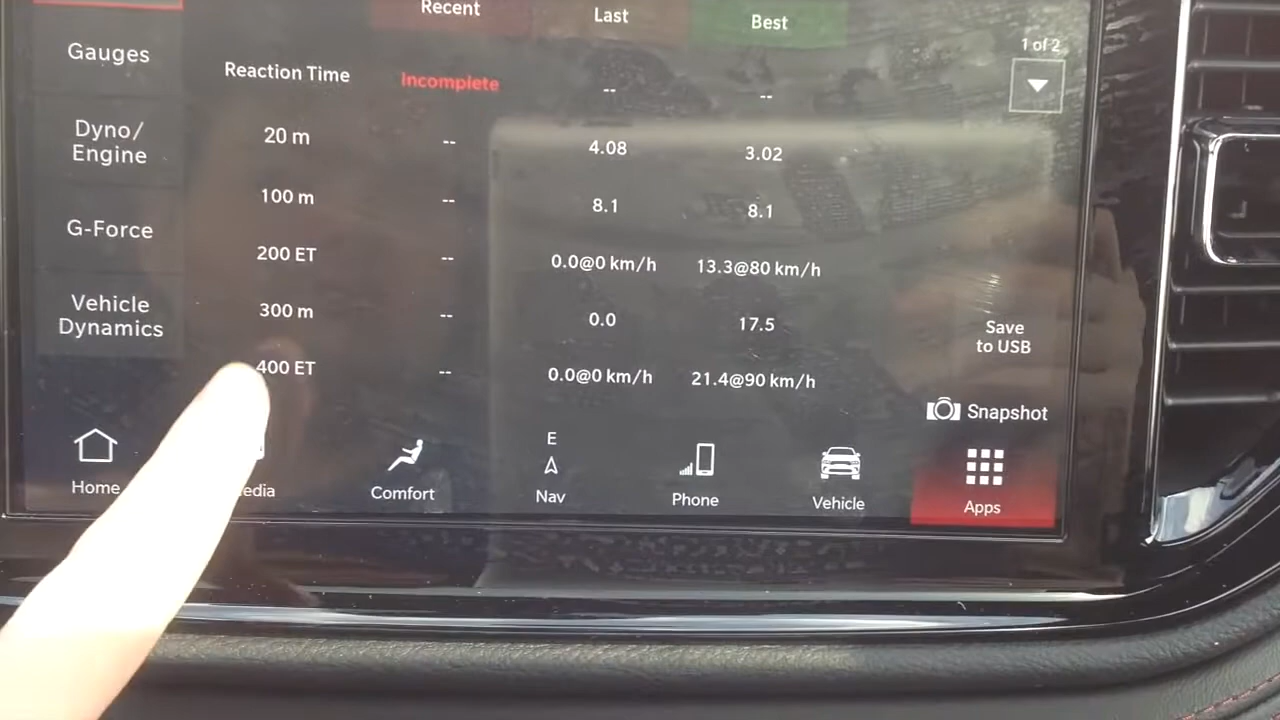 Recent Last Best
1 of 2
Gauges
Reaction Time Incomplete -- --
Dyno/
Engine
20 m -- 4.08 3.02
100 m -- 8.1 8.1
G-Force
200 ET -- 0.0@0 km/h 13.3@80 km/h
Vehicle
Dynamics
300 m -- 0.0 17.5
Save
to USB
400 ET -- 0.0@0 km/h 21.4@90 km/h
Snapshot
E
Home edia Comfort Nav Phone Vehicle Apps